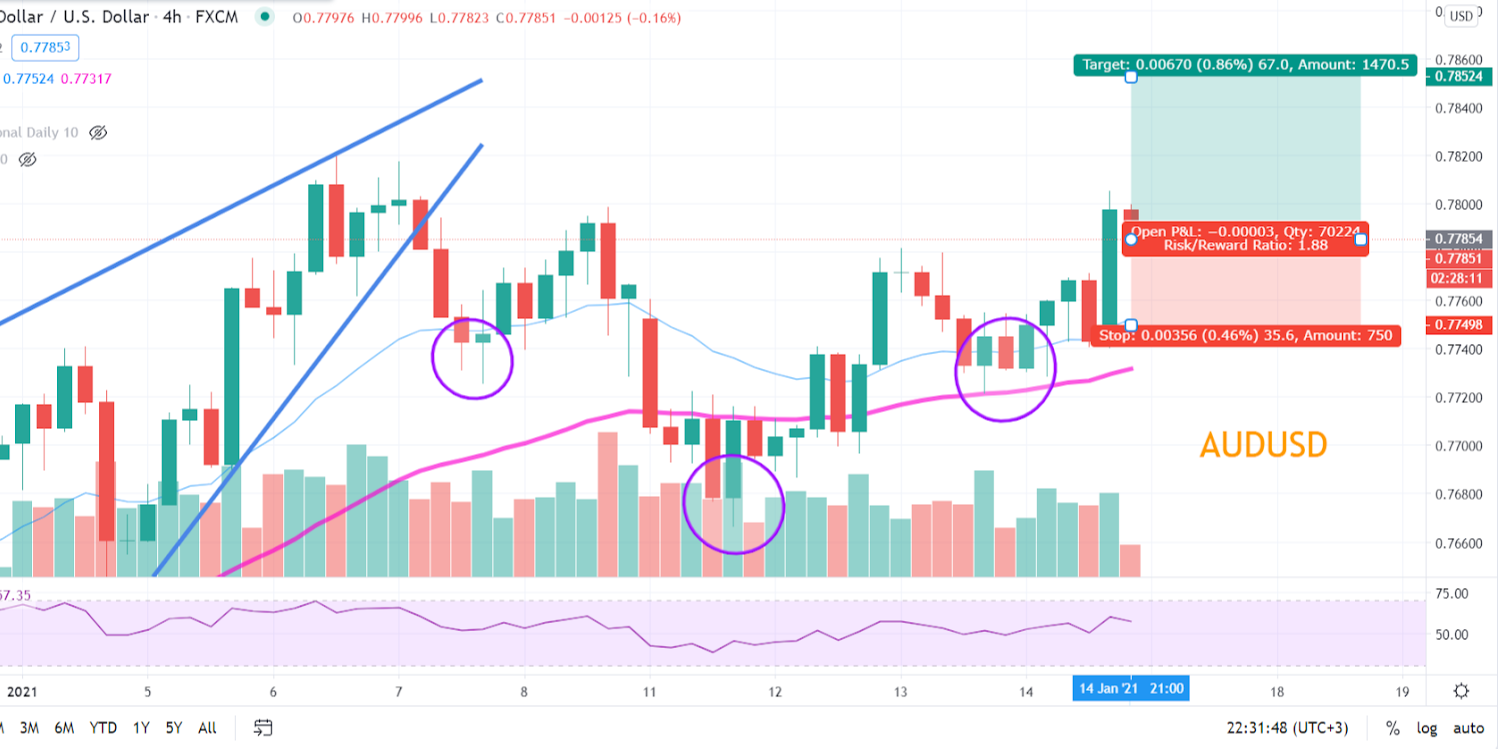 Dollar / U.S. Dollar · 4h · FXCM O0.77976 H0.77996 L0.77823 C0.77851 −0.00125 (−0.16%)
0.77853
0.77524 0.77317
onal Daily 10
0
USD
0.78600
0.78524
0.78400
0.78200
0.78000
0.77854
0.77851
02:28:11
0.77600
0.77498
0.77400
0.77200
0.77000
0.76800
0.76600
Target: 0.00670 (0.86%) 67.0, Amount: 1470.5
Open P&L: −0.00003, Qty: 70224
Risk/Reward Ratio: 1.88
Stop: 0.00356 (0.46%) 35.6, Amount: 750
AUDUSD
57.35
75.00
50.00
2021 5 6 7 8 11 12 13 14 14 Jan '21 21:00 18 19
3M 6M YTD 1Y 5Y All
22:31:48 (UTC+3) % log auto